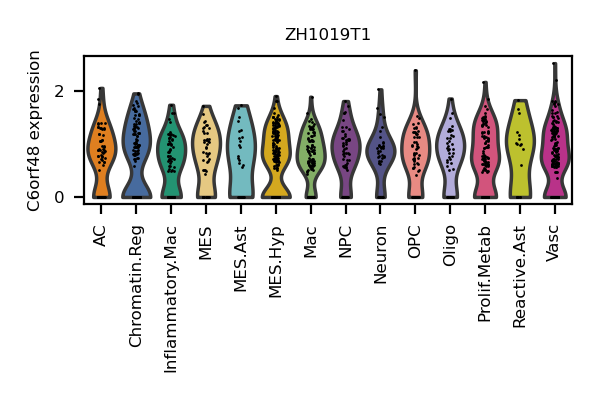 ZH1019T1
C6orf48 expression
2
0
AC
Chromatin.Reg
Inflammatory.Mac
MES
MES.Ast
MES.Hyp
Mac
NPC
Neuron
OPC
Oligo
Prolif.Metab
Reactive.Ast
Vasc